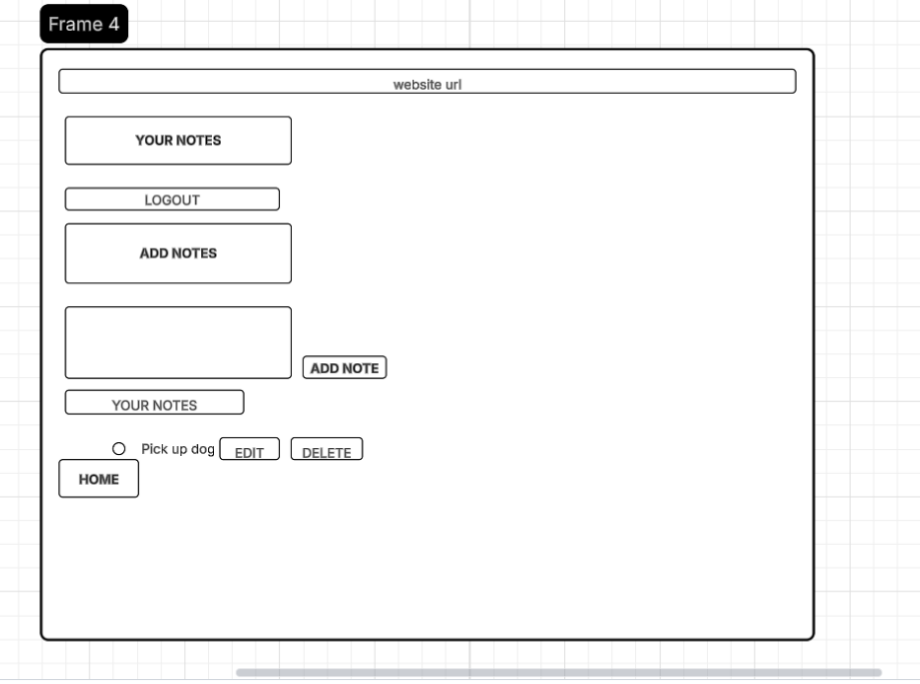 Frame 4
website url
YOUR NOTES
LOGOUT
ADD NOTES
ADD NOTE
YOUR NOTES
Pick up dog EDIT DELETE
HOME